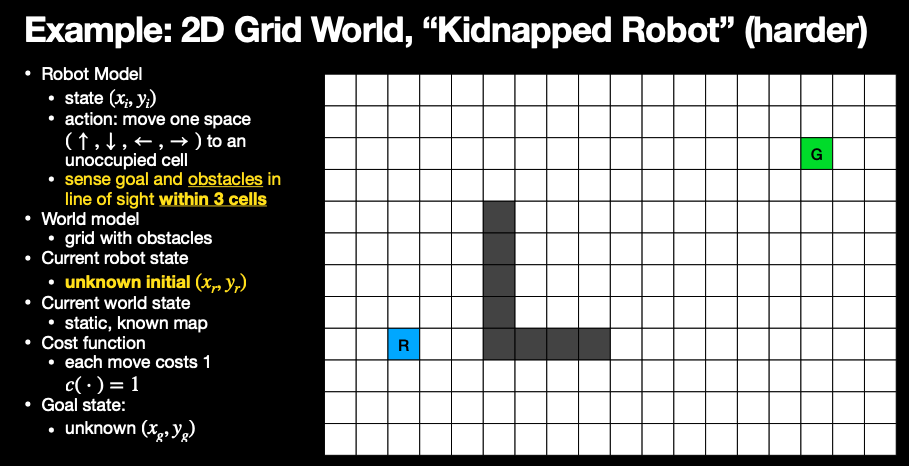 Example: 2D Grid World, “Kidnapped Robot” (harder)
• Robot Model
• state (xᵢ, yᵢ)
• action: move one space
( ↑ , ↓ , ← , → ) to an
unoccupied cell
• sense goal and obstacles in
line of sight within 3 cells
• World model
• grid with obstacles
• Current robot state
• unknown initial (x_r, y_r)
• Current world state
• static, known map
• Cost function
• each move costs 1
c( · ) = 1
• Goal state:
• unknown (x_g, y_g)
G
R